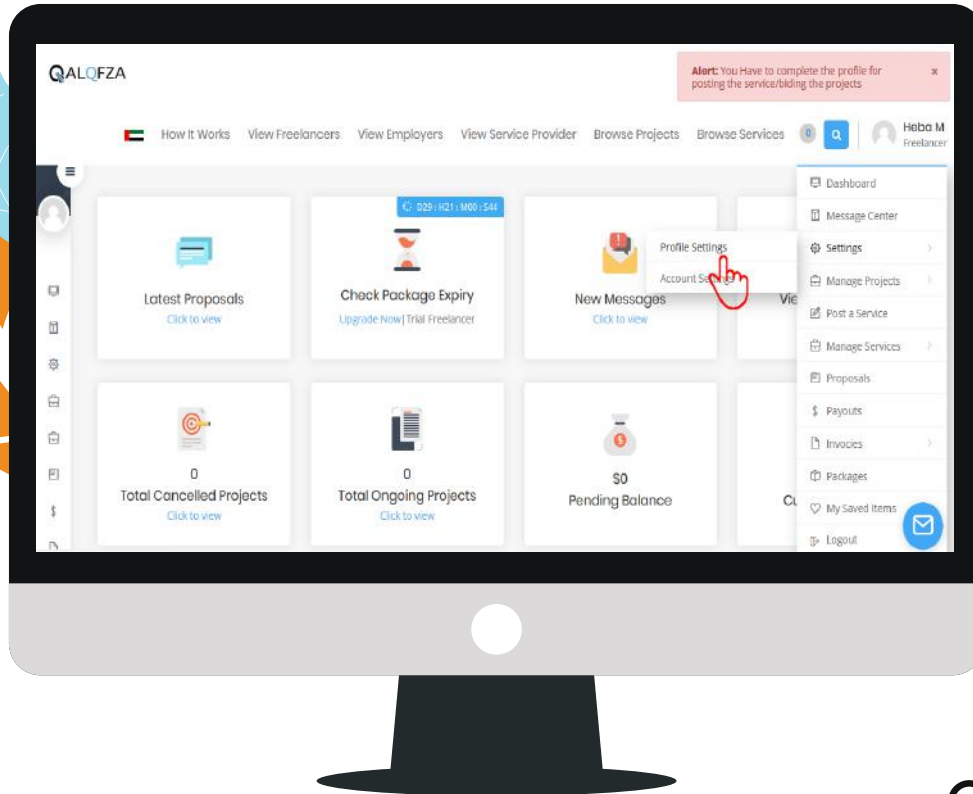 QALQFZA
Alert: You Have to complete the profile for
posting the service/biding the projects
x
How It Works View Freelancers View Employers View Service Provider Browse Projects Browse Services 0
Heba M
Freelancer
D29 : H21 : M00 : S44
Latest Proposals
Click to view
Check Package Expiry
Upgrade Now| Trial Freelancer
New Messages
Click to view
Profile Settings
Account Settings
Dashboard
Message Center
Settings
Manage Projects
Post a Service
Manage Services
Proposals
$ Payouts
Invocies
Packages
My Saved Items
Logout
0
Total Cancelled Projects
Click to view
0
Total Ongoing Projects
Click to view
$0
Pending Balance